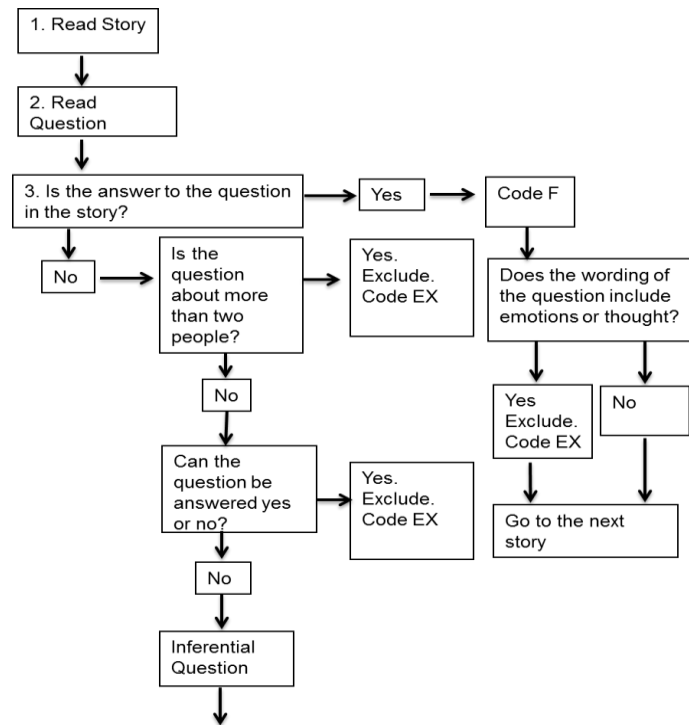 1. Read Story
2. Read
Question
3. Is the answer to the question
in the story?
Yes
Code F
No
Is the
question
about more
than two
people?
Yes.
Exclude.
Code EX
Does the wording of
the question include
emotions or thought?
No
Yes
Exclude.
Code EX
No
Can the
question be
answered yes
or no?
Yes.
Exclude.
Code EX
Go to the next
story
No
Inferential
Question